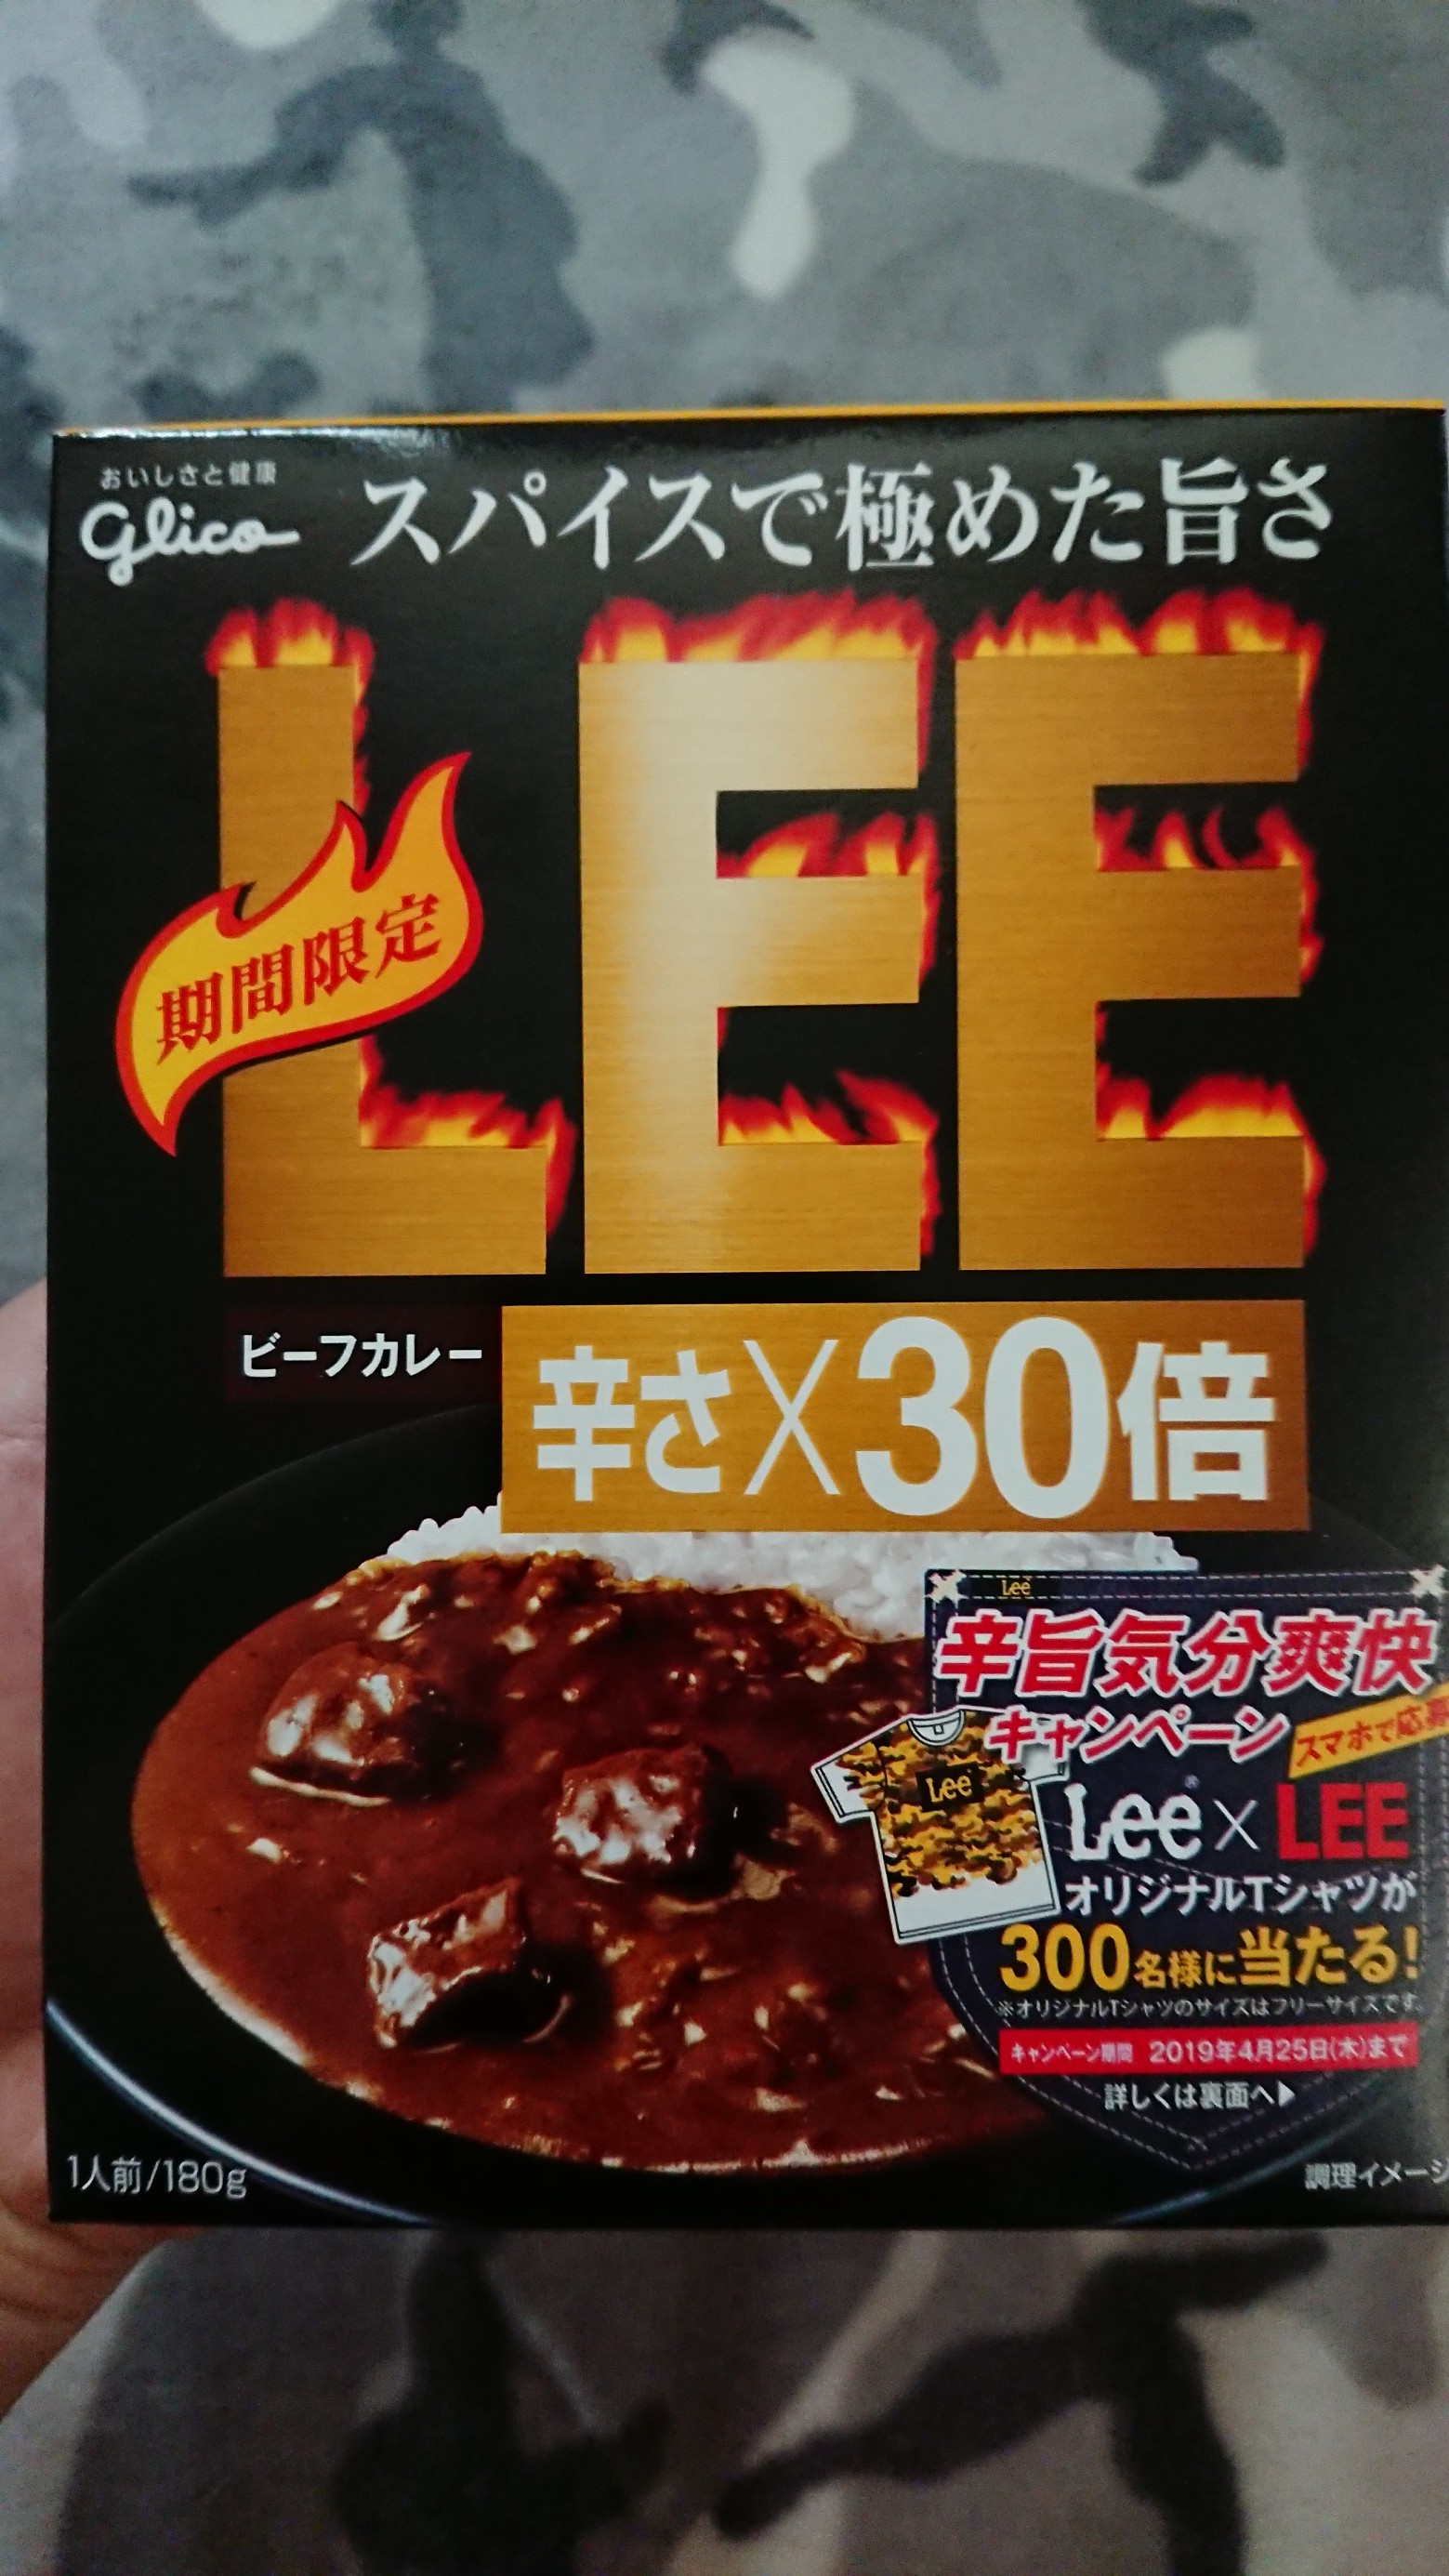 おいしさと健康
glico
スパイスで極めた旨さ
LEE
期間限定
ビーフカレー
辛さ×30倍
Lee
辛旨気分爽快
キャンペーン
スマホで応募
Lee
Lee® × LEE
オリジナルTシャツが
300名様に当たる!
※オリジナルTシャツのサイズはフリーサイズです。
キャンペーン期間 2019年4月25日(木)まで
詳しくは裏面へ▶
1人前/180g
調理イメージ